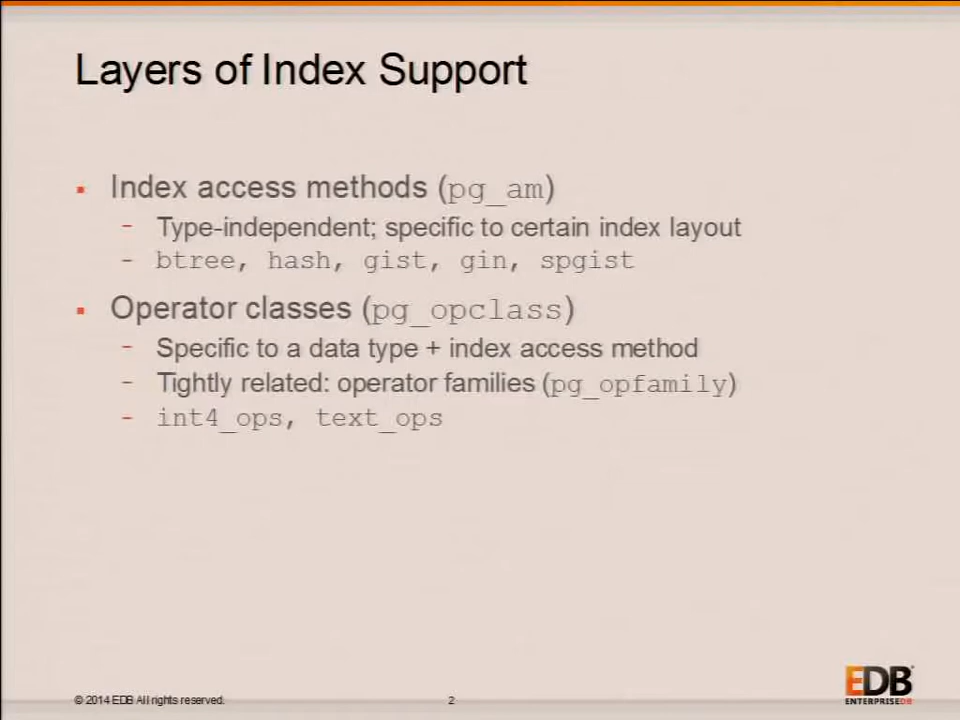 Layers of Index Support
▪ Index access methods (pg_am)
– Type-independent; specific to certain index layout
– btree, hash, gist, gin, spgist
▪ Operator classes (pg_opclass)
– Specific to a data type + index access method
– Tightly related: operator families (pg_opfamily)
– int4_ops, text_ops
© 2014 EDB All rights reserved.
2
EDB
ENTERPRISEDB